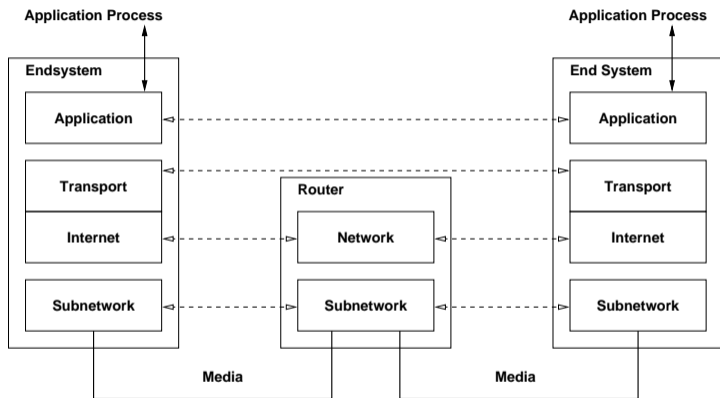 Application Process
Application Process
Endsystem
End System
Application
Application
Transport
Transport
Router
Internet
Network
Internet
Subnetwork
Subnetwork
Subnetwork
Media
Media